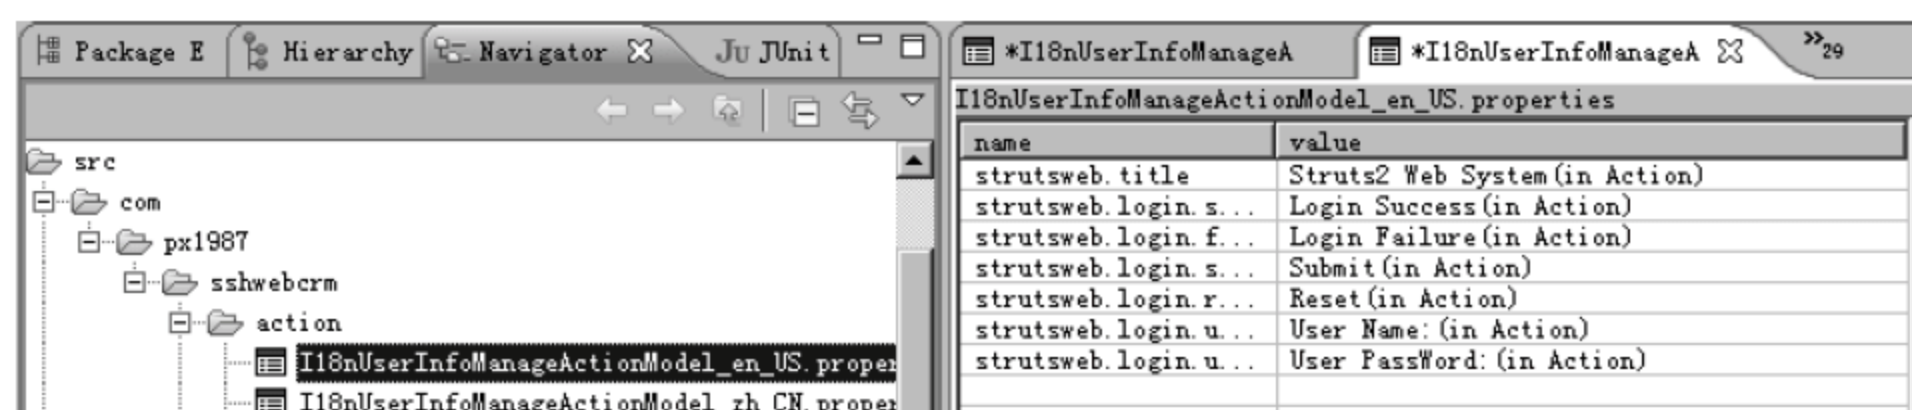 Package E Hierarchy Navigator JUnit
src
com
px1987
sshwebcrm
action
I18nUserInfoManageActionModel_en_US.proper
I18nUserInfoManageActionModel_zh_CN.proper
*I18nUserInfoManageA *I18nUserInfoManageA 29
I18nUserInfoManageActionModel_en_US.properties
name value
strutsweb.title Struts2 Web System(in Action)
strutsweb.login.s... Login Success(in Action)
strutsweb.login.f... Login Failure(in Action)
strutsweb.login.s... Submit(in Action)
strutsweb.login.r... Reset(in Action)
strutsweb.login.u... User Name:(in Action)
strutsweb.login.u... User PassWord:(in Action)